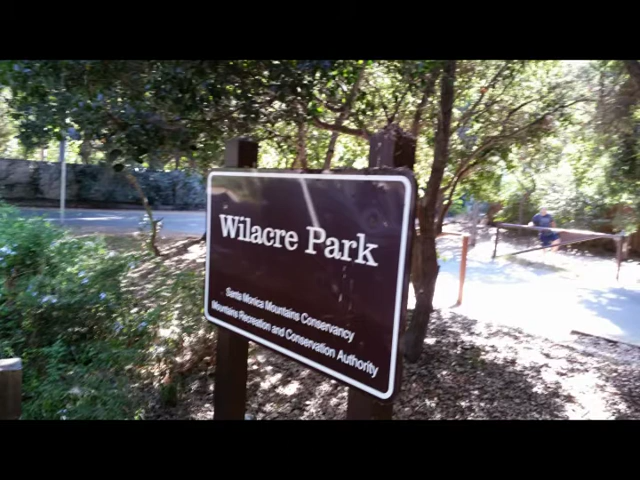 Wilacre Park
Santa Monica Mountains Conservancy
Mountains Recreation and Conservation Authority